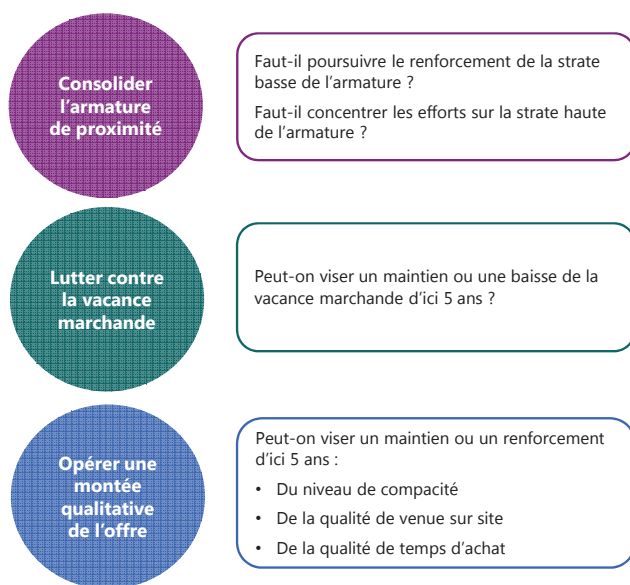 Consolider
l'armature
de proximité
Faut-il poursuivre le renforcement de la strate
basse de l'armature ?
Faut-il concentrer les efforts sur la strate haute
de l'armature ?
Lutter contre
la vacance
marchande
Peut-on viser un maintien ou une baisse de la
vacance marchande d'ici 5 ans ?
Opérer une
montée
qualitative
de l'offre
Peut-on viser un maintien ou un renforcement
d'ici 5 ans :
• Du niveau de compacité
• De la qualité de venue sur site
• De la qualité de temps d'achat